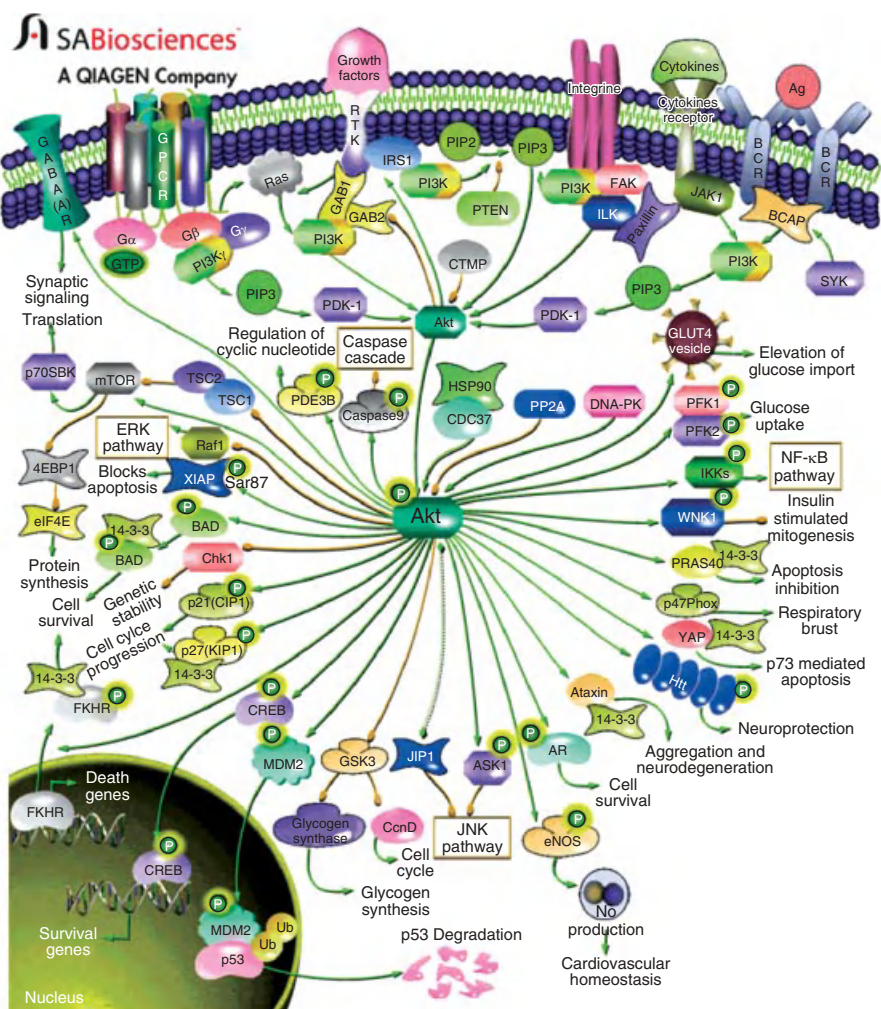 SABiosciences
A QIAGEN Company
Growth
factors
Integrine
Cytokines
Cytokines
receptor
Ag
GABA(A)R
GPCR
RTK
BCR
BCR
IRS1
PIP2
PIP3
PI3K
PTEN
PI3K
FAK
ILK
Paxilin
JAK1
BCAP
SYK
PI3K
Ras
GAB1
GAB2
PI3K
Gα
GTP
Gβ
Gγ
PI3Kγ
CTMP
PIP3
PDK-1
Akt
PDK-1
PIP3
Synaptic
signaling
Translation
p70SBK
mTOR
TSC2
TSC1
Regulation of
cyclic nucleotide
PDE3B
P
Caspase
cascade
Caspase9
P
HSP90
CDC37
PP2A
DNA-PK
GLUT4
vesicle
Elevation of
glucose import
PFK1
P
PFK2
P
Glucose
uptake
ERK
pathway
Raf1
4EBP1
Blocks
apoptosis
XIAP
P
Sar87
IKKs
P
NF-κB
pathway
P
Akt
WNK1
P
Insulin
stimulated
mitogenesis
eIF4E
14-3-3
P
BAD
P
BAD
Protein
synthesis
Cell
survival
Chk1
Genetic
stability
PRAS40
14-3-3
Apoptosis
inhibition
p21(CIP1)
P
Cell cylce
progression
p27(KIP1)
P
14-3-3
p47Phox
Respiratory
brust
YAP
14-3-3
p73 mediated
apoptosis
14-3-3
FKHR
P
Htt
P
Neuroprotection
Ataxin
14-3-3
Aggregation and
neurodegeneration
CREB
P
P
MDM2
GSK3
JIP1
ASK1
P
P
AR
Cell
survival
Death
genes
FKHR
Glycogen
synthase
CcnD
Cell
cycle
JNK
pathway
eNOS
P
P
CREB
Glycogen
synthesis
No
production
Survival
genes
P
MDM2
Ub
Ub
p53
p53 Degradation
Cardiovascular
homeostasis
Nucleus